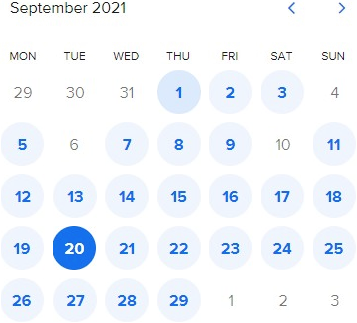 September 2021
MON TUE WED THU FRI SAT SUN
29 30 31 1 2 3 4
5 6 7 8 9 10 11
12 13 14 15 16 17 18
19 20 21 22 23 24 25
26 27 28 29 1 2 3